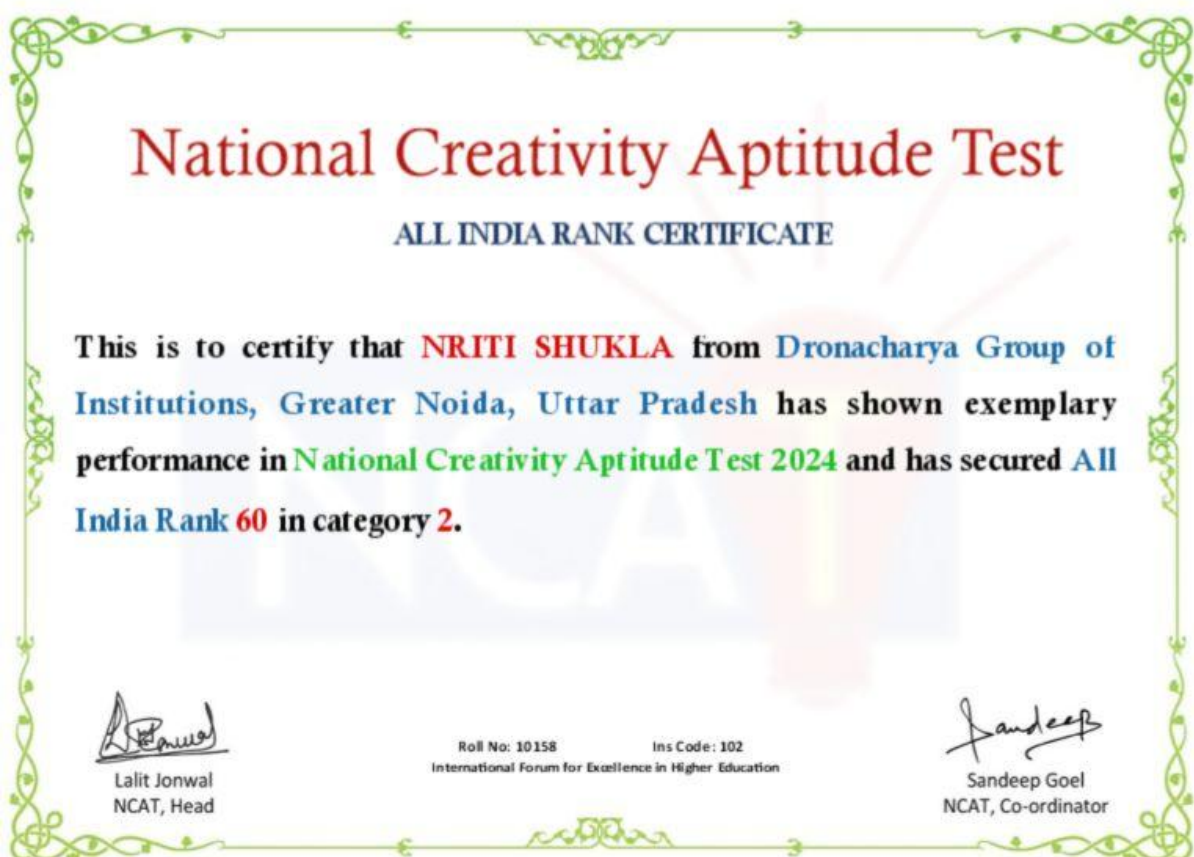 National Creativity Aptitude Test
ALL INDIA RANK CERTIFICATE
This is to certify that NRITI SHUKLA from Dronacharya Group of
Institutions, Greater Noida, Uttar Pradesh has shown exemplary
performance in National Creativity Aptitude Test 2024 and has secured All
India Rank 60 in category 2.
NCAT
Sandeep
Roll No: 10158 Ins Code: 102
International Forum for Excellence in Higher Education
Lalit Jonwal
NCAT, Head
Sandeep Goel
NCAT, Co-ordinator